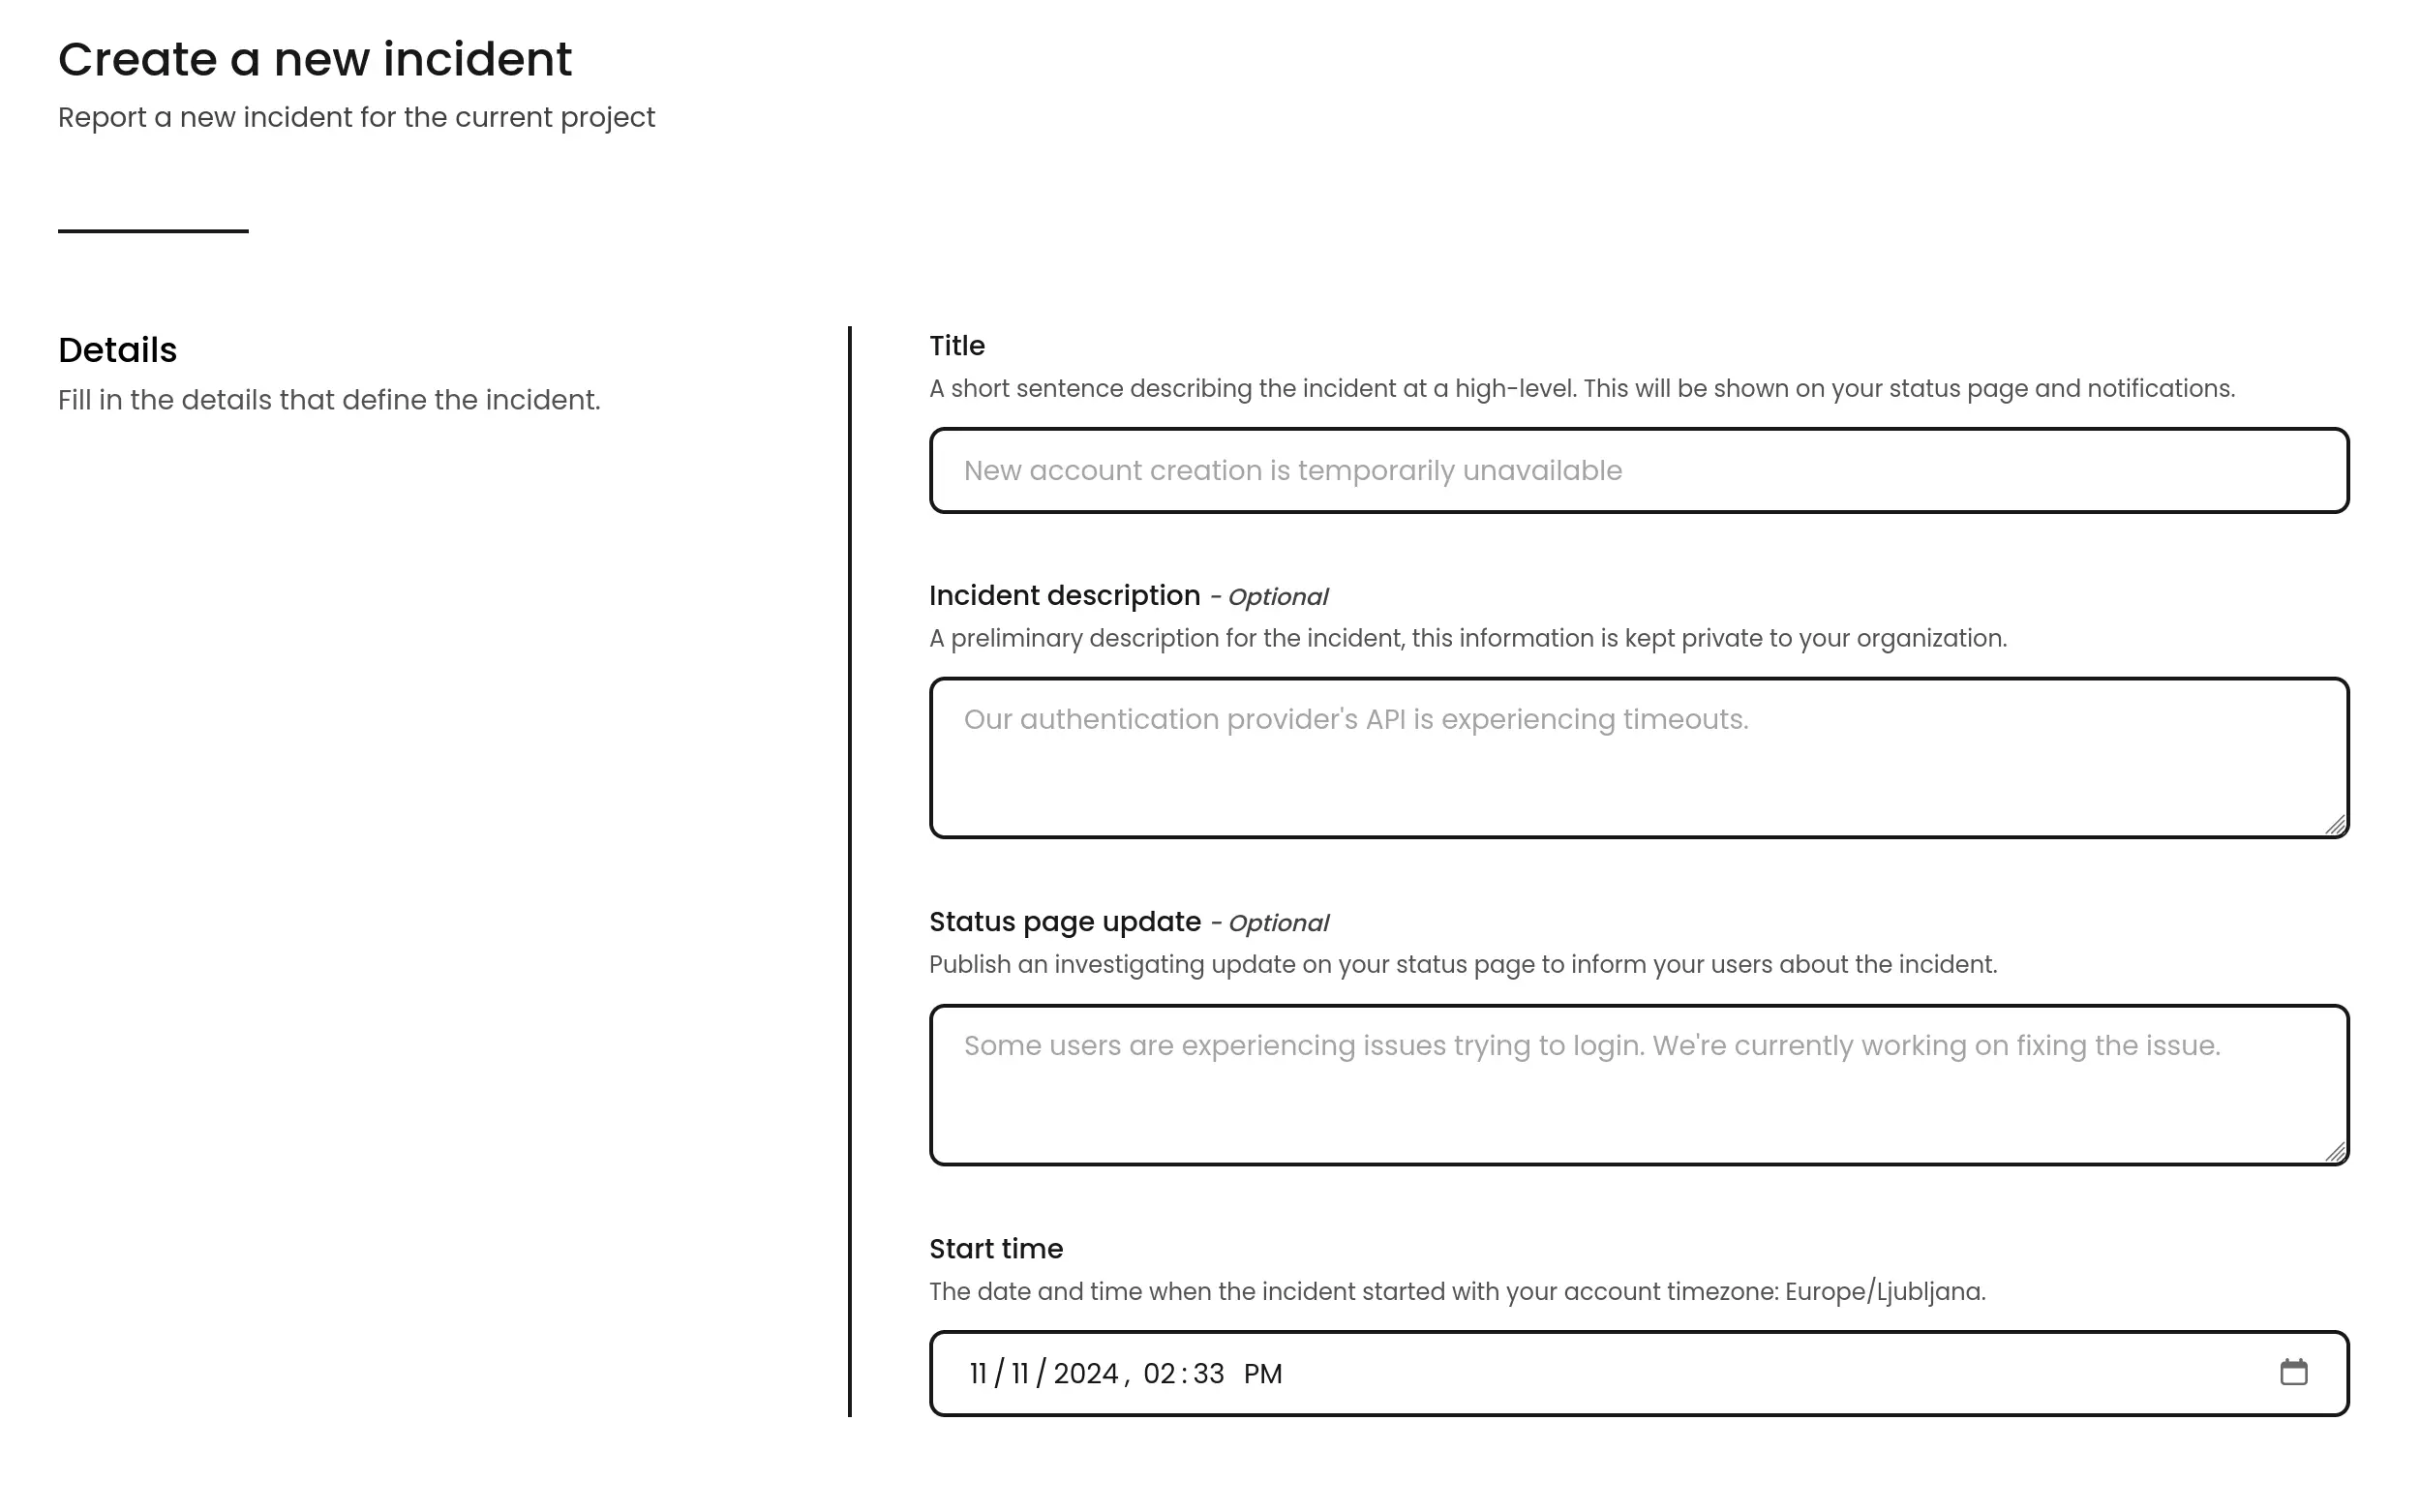 Create a new incident
Report a new incident for the current project
Details
Fill in the details that define the incident.
Title
A short sentence describing the incident at a high-level. This will be shown on your status page and notifications.
New account creation is temporarily unavailable
Incident description - Optional
A preliminary description for the incident, this information is kept private to your organization.
Our authentication provider's API is experiencing timeouts.
Status page update - Optional
Publish an investigating update on your status page to inform your users about the incident.
Some users are experiencing issues trying to login. We're currently working on fixing the issue.
Start time
The date and time when the incident started with your account timezone: Europe/Ljubljana.
11/11/2024, 02:33 PM